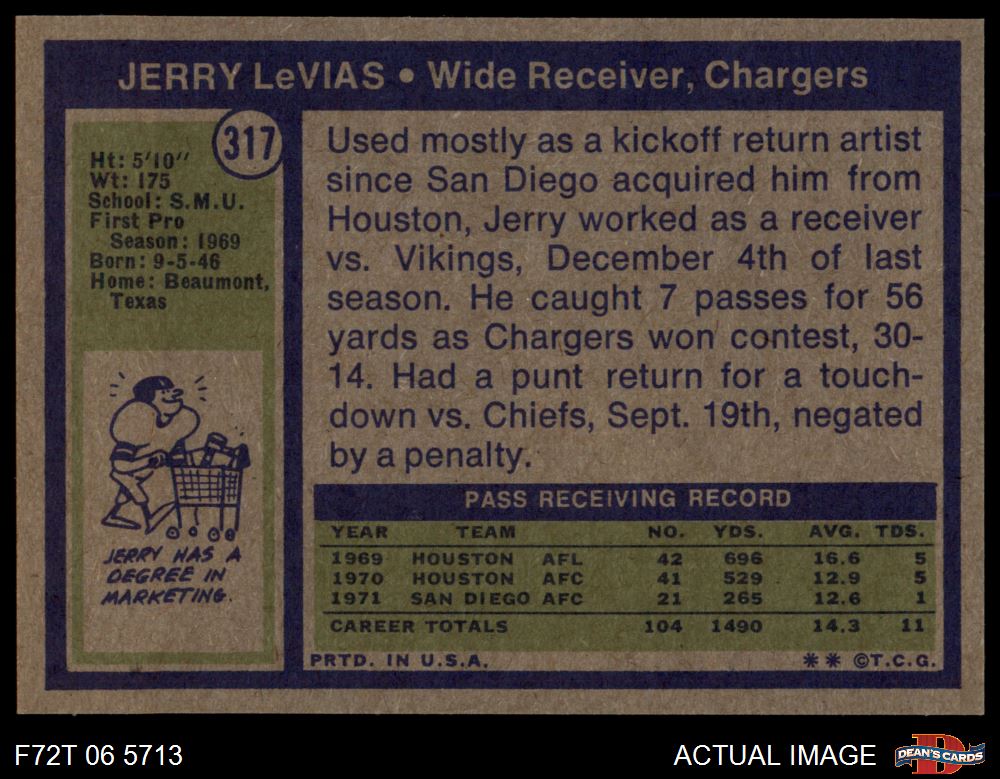 JERRY LeVIAS • Wide Receiver, Chargers
317
Ht: 5'10"
Wt: 175
School: S.M.U.
First Pro
Season: 1969
Born: 9-5-46
Home: Beaumont,
Texas
JERRY HAS A
DEGREE IN
MARKETING.
Used mostly as a kickoff return artist
since San Diego acquired him from
Houston, Jerry worked as a receiver
vs. Vikings, December 4th of last
season. He caught 7 passes for 56
yards as Chargers won contest, 30-
14. Had a punt return for a touch-
down vs. Chiefs, Sept. 19th, negated
by a penalty.
PASS RECEIVING RECORD
YEAR TEAM NO. YDS. AVG. TDS.
1969 HOUSTON AFL 42 696 16.6 5
1970 HOUSTON AFC 41 529 12.9 5
1971 SAN DIEGO AFC 21 265 12.6 1
CAREER TOTALS 104 1490 14.3 11
PRTD. IN U.S.A. ** ©T.C.G.
F72T 06 5713 ACTUAL IMAGE D DEAN'S CARDS